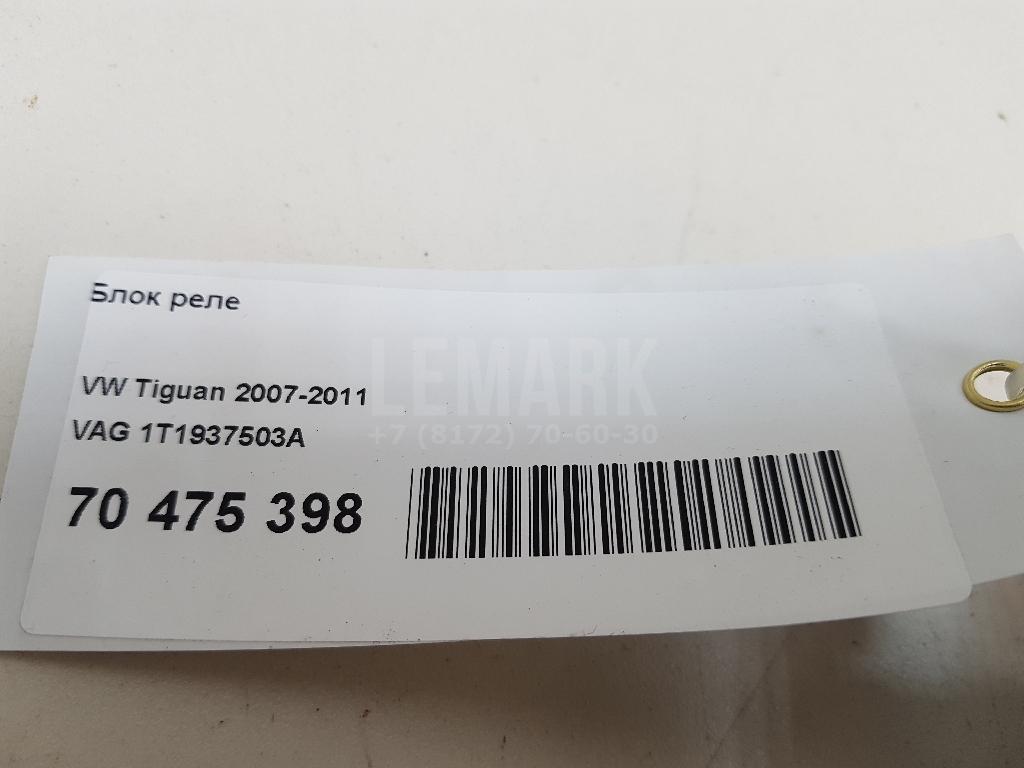 Блок реле
LEMARK
VW Tiguan 2007-2011
+7 (8172) 70-60-30
VAG 1T1937503A
70 475 398